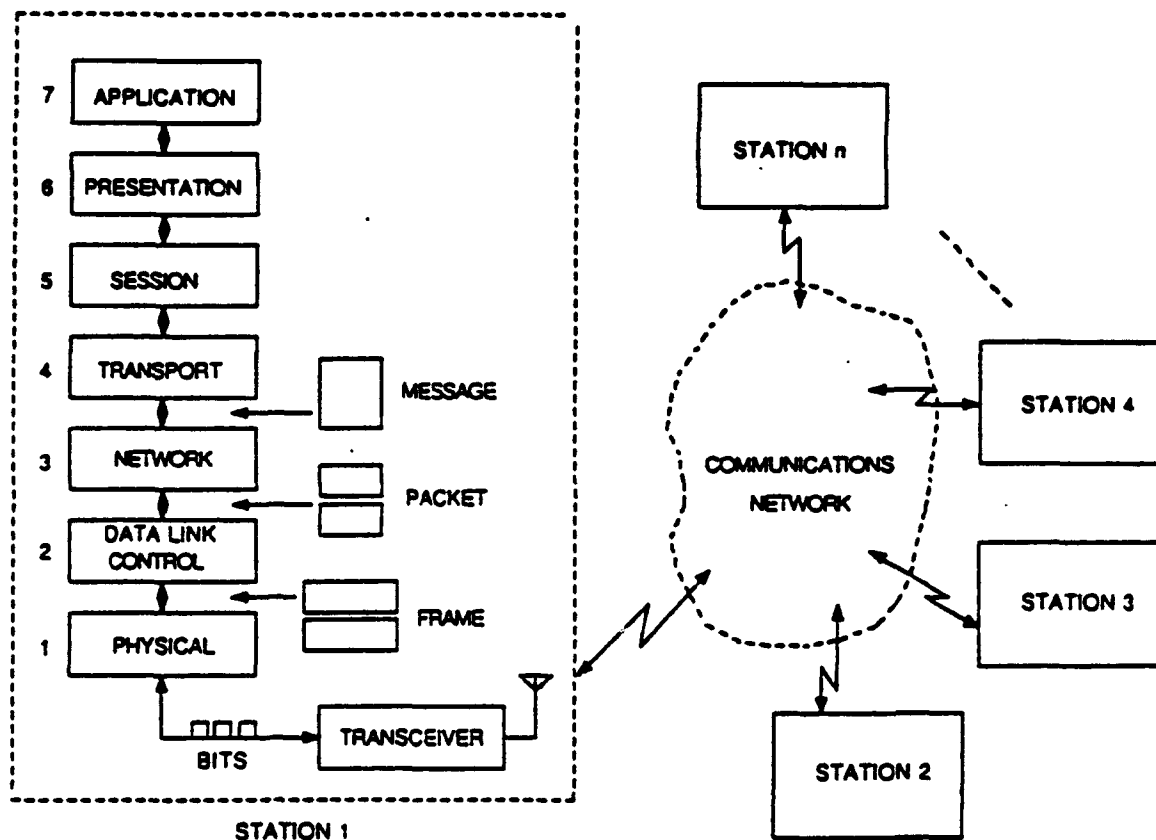 7 APPLICATION
6 PRESENTATION
5 SESSION
4 TRANSPORT
MESSAGE
3 NETWORK
PACKET
2 DATA LINK
CONTROL
FRAME
1 PHYSICAL
BITS
TRANSCEIVER
STATION 1
STATION n
COMMUNICATIONS
NETWORK
STATION 4
STATION 3
STATION 2